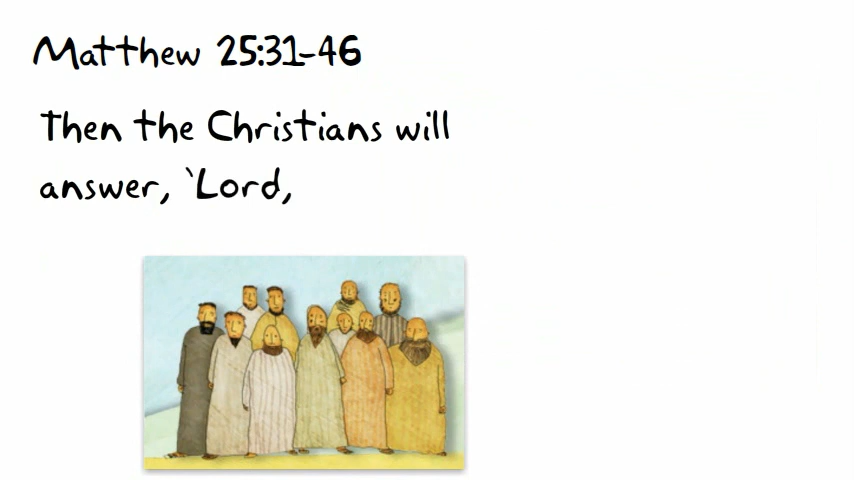 Matthew 25:31-46
Then the Christians will
answer, `Lord,